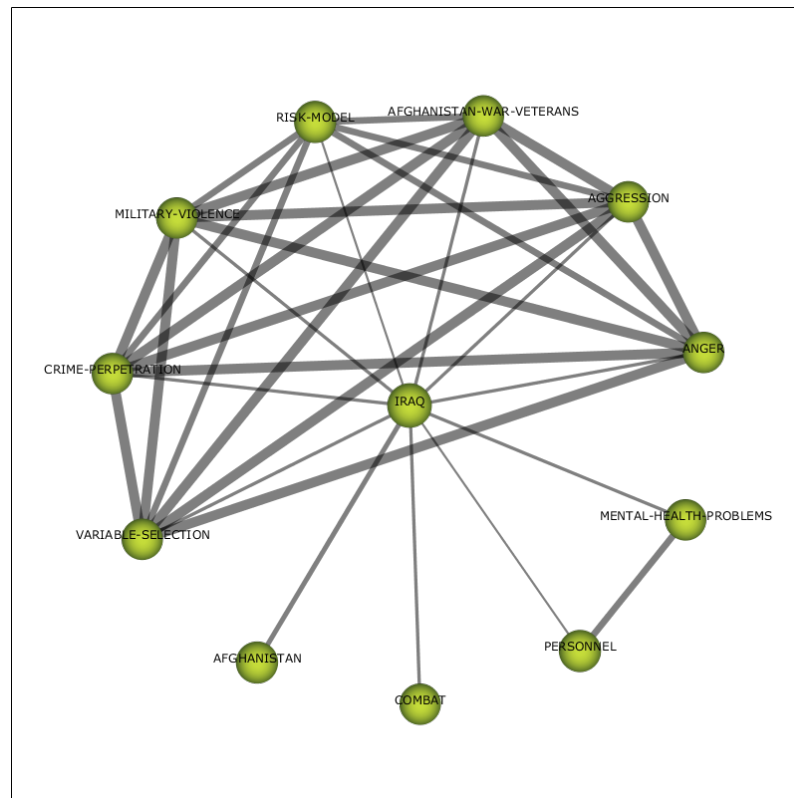 AFGHANISTAN-WAR-VETERANS
RISK-MODEL
AGGRESSION
MILITARY-VIOLENCE
ANGER
CRIME-PERPETRATION
IRAQ
MENTAL-HEALTH-PROBLEMS
VARIABLE-SELECTION
PERSONNEL
AFGHANISTAN
COMBAT